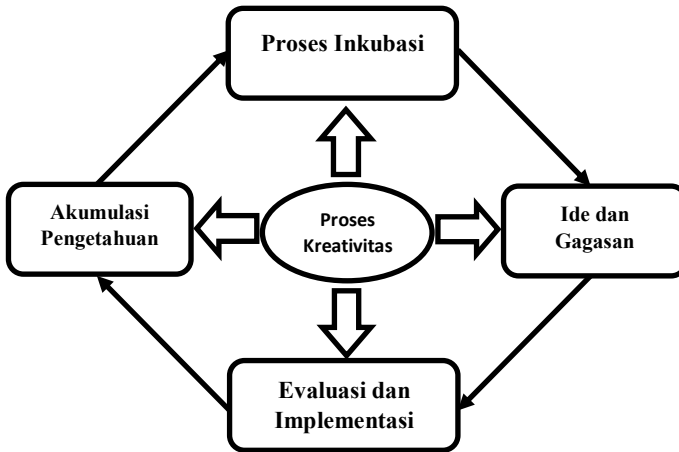 Proses Inkubasi
Akumulasi
Pengetahuan
Proses
Kreativitas
Ide dan
Gagasan
Evaluasi dan
Implementasi